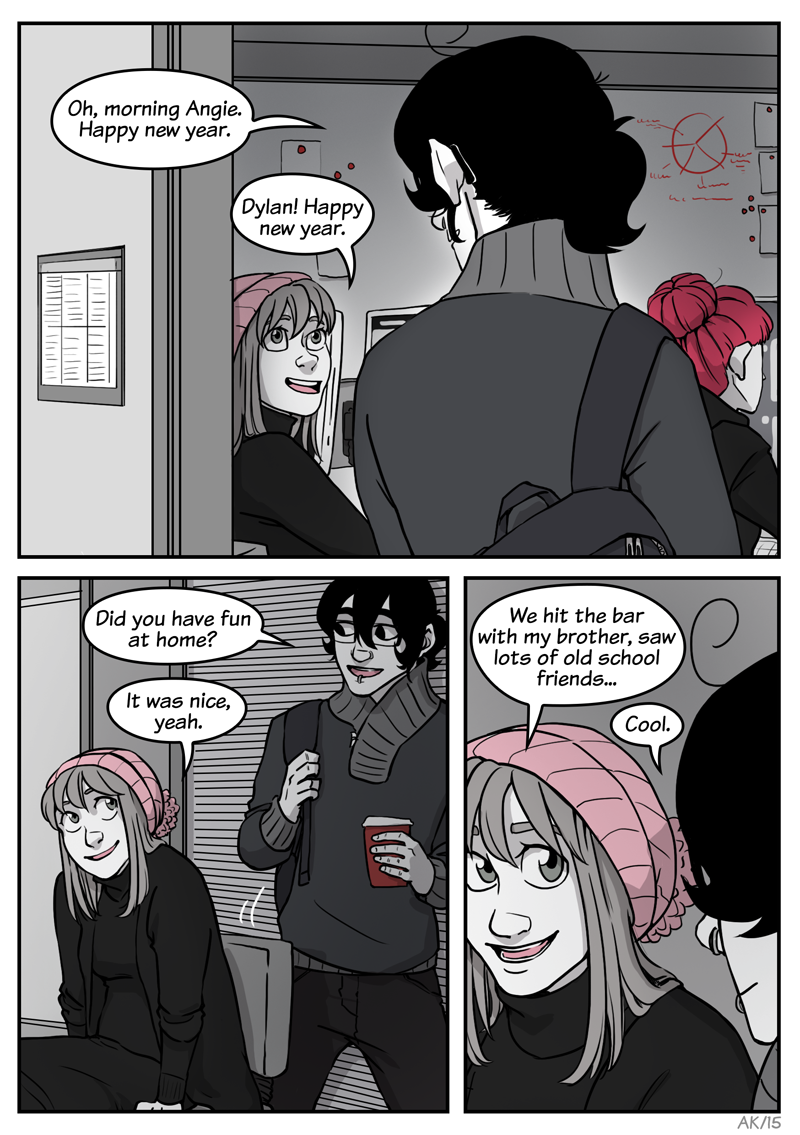 Oh, morning Angie.
Happy new year.
Dylan! Happy
new year.
Did you have fun
at home?
It was nice,
yeah.
We hit the bar
with my brother, saw
lots of old school
friends...
Cool.
AK/15